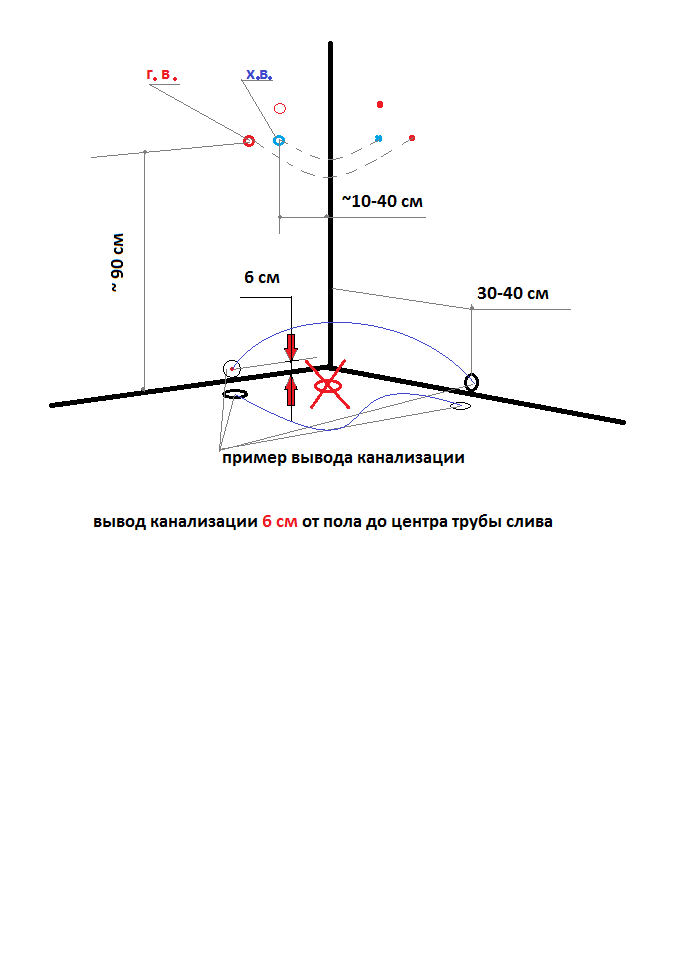 г. в.
х.в.
~10-40 см
~ 90 см
6 см
30-40 см
пример вывода канализации
вывод канализации 6 см от пола до центра трубы слива